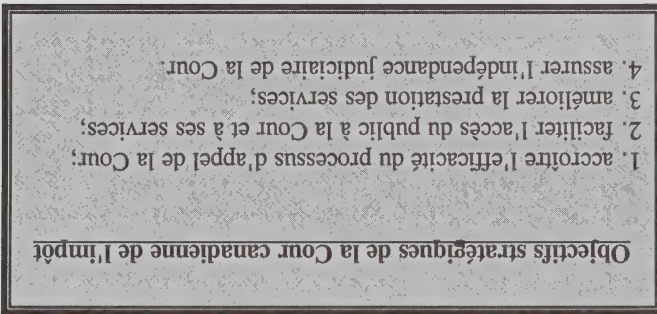 Objectifs stratégiques de la Cour canadienne de l'impôt
1. accroître l'efficacité du processus d'appel de la Cour;
2. faciliter l'accès du public à la Cour et à ses services;
3. améliorer la prestation des services;
4. assurer l'indépendance judiciaire de la Cour.